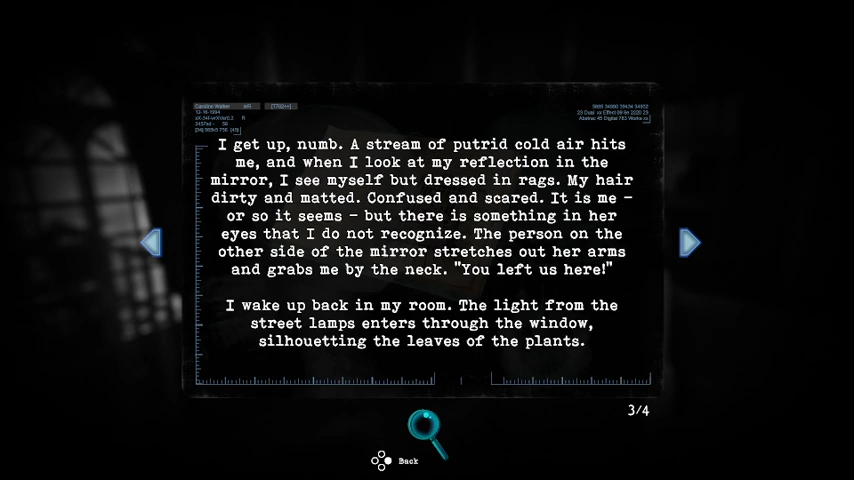 Caroline Walker
I get up, numb. A stream of putrid cold air hits
me, and when I look at my reflection in the
mirror, I see myself but dressed in rags. My hair
dirty and matted. Confused and scared. It is me –
or so it seems – but there is something in her
eyes that I do not recognize. The person on the
other side of the mirror stretches out her arms
and grabs me by the neck. "You left us here!"
I wake up back in my room. The light from the
street lamps enters through the window,
silhouetting the leaves of the plants.
3/4
Back